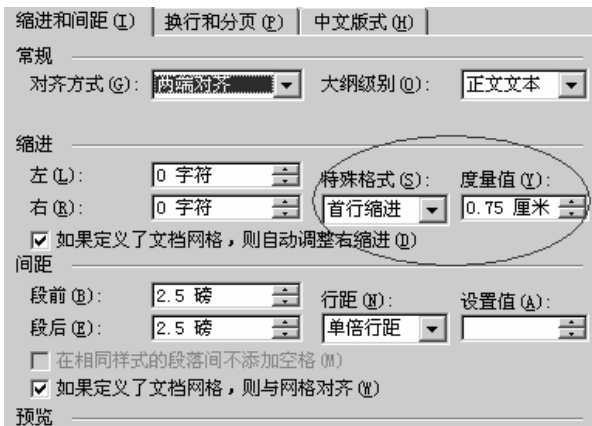 缩进和间距(I) 换行和分页(P) 中文版式(H)
常规
对齐方式(G): 两端对齐 大纲级别(O): 正文文本
缩进
左(L): 0 字符 特殊格式(S): 度量值(Y):
右(R): 0 字符 首行缩进 0.75 厘米
如果定义了文档网格，则自动调整右缩进(D)
间距
段前(B): 2.5 磅 行距(N): 设置值(A):
段后(E): 2.5 磅 单倍行距
在相同样式的段落间不添加空格(M)
如果定义了文档网格，则与网格对齐(W)
预览